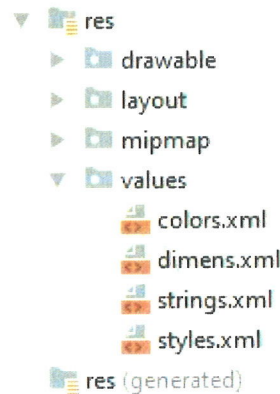 res
drawable
layout
mipmap
values
colors.xml
dimens.xml
strings.xml
styles.xml
res (generated)